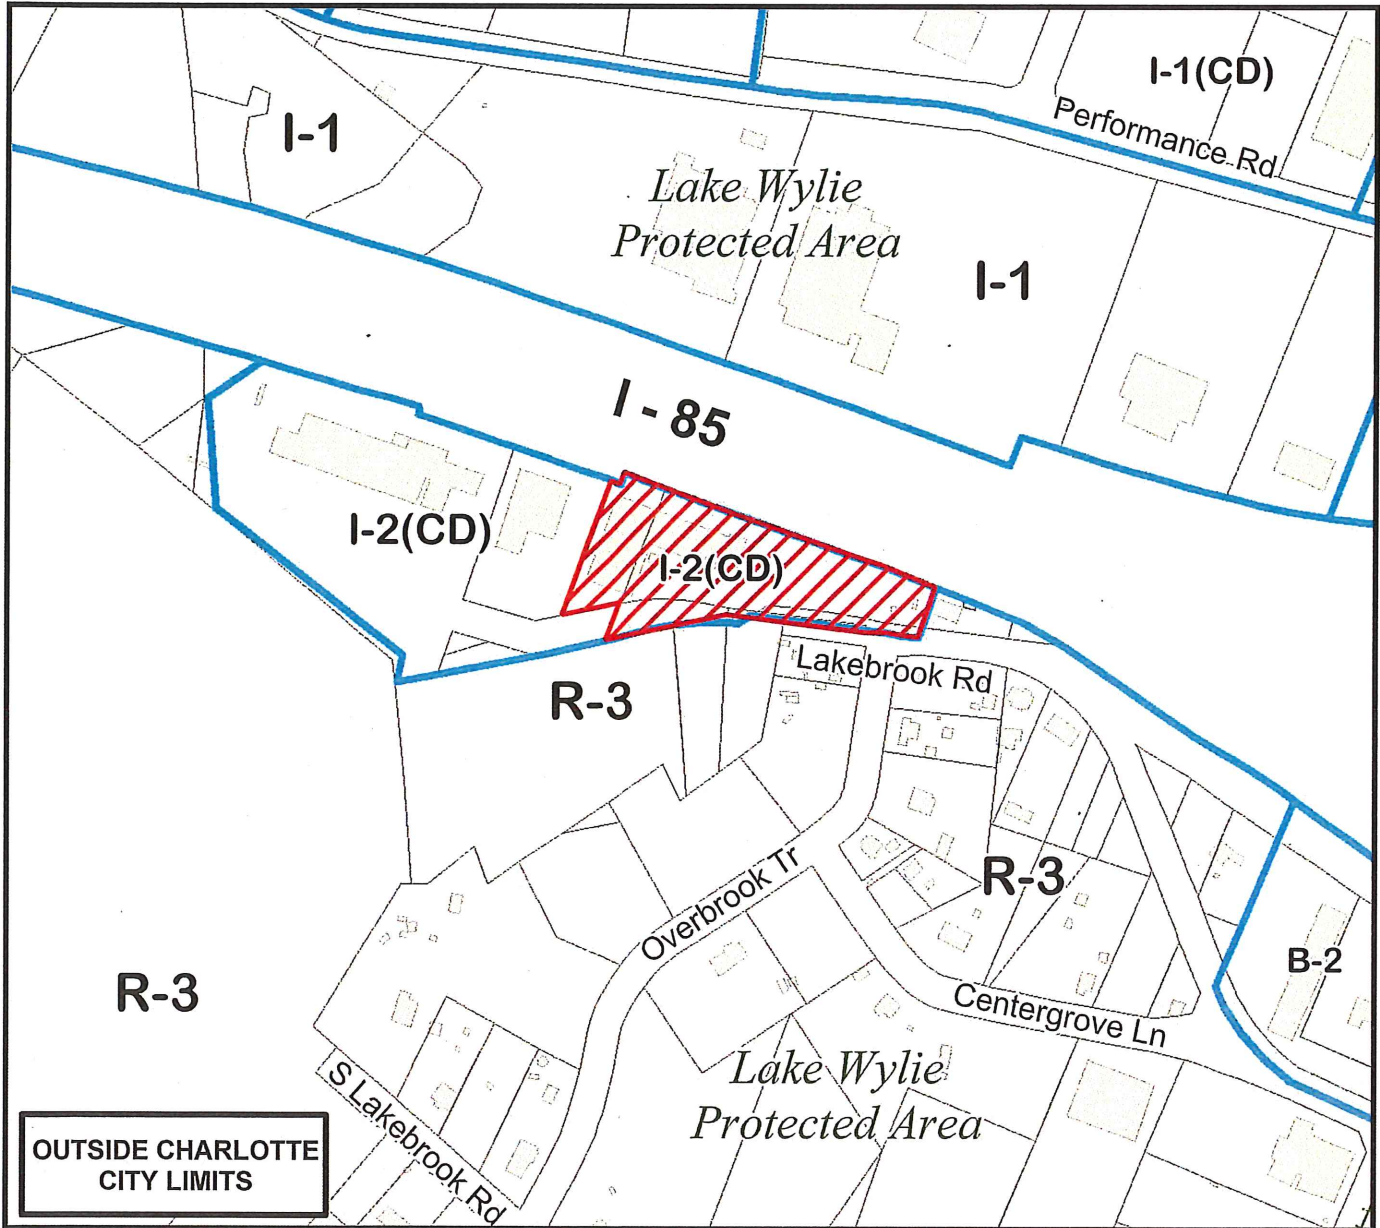 I-1(CD)
Performance Rd
I-1
Lake Wylie
Protected Area
I-1
I - 85
I-2(CD)
I-2(CD)
Lakebrook Rd
R-3
R-3
Overbrook Tr
B-2
R-3
Centergrove Ln
Lake Wylie
Protected Area
S Lakebrook Rd
OUTSIDE CHARLOTTE
CITY LIMITS